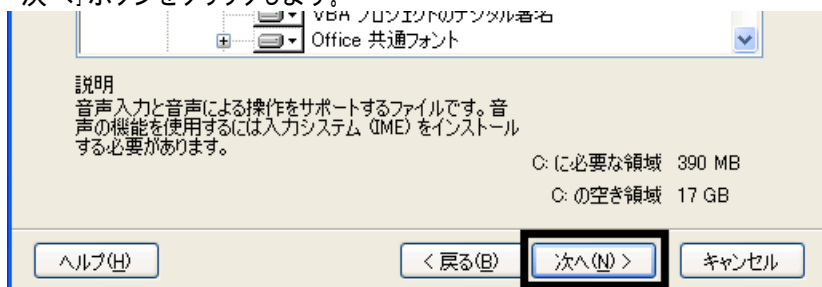 次へ]ボタンをクリックします。
VBA プロジェクトのデジタル署名
Office 共通フォント
説明
音声入力と音声による操作をサポートするファイルです。音
声の機能を使用するには入力システム (IME) をインストール
する必要があります。
C: に必要な領域 390 MB
C: の空き領域 17 GB
ヘルプ(H)
< 戻る(B)
次へ(N) >
キャンセル